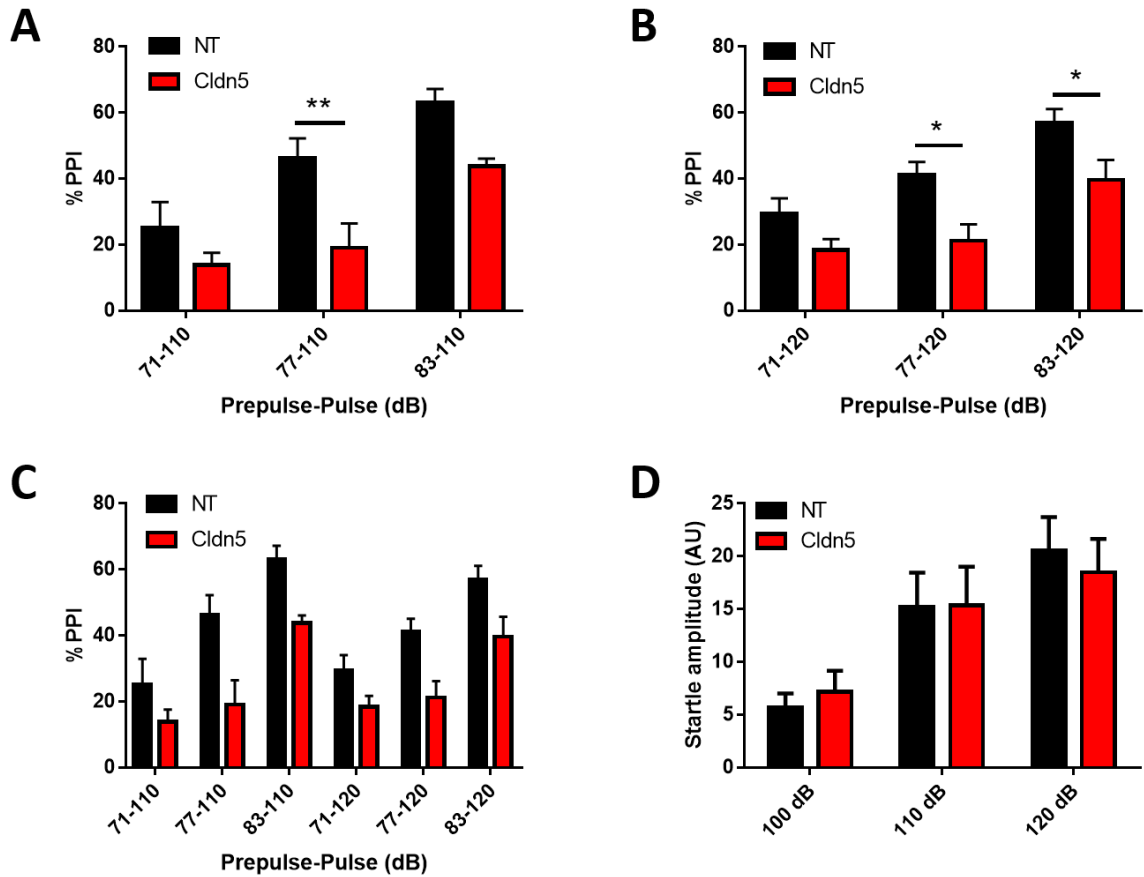 A
80
60
40
20
0
% PPI
NT
Cldn5
**
71-110
77-110
83-110
Prepulse-Pulse (dB)
B
80
60
40
20
0
% PPI
NT
Cldn5
*
*
71-120
77-120
83-120
Prepulse-Pulse (dB)
C
80
60
40
20
0
% PPI
NT
Cldn5
71-110
77-110
83-110
71-120
77-120
83-120
Prepulse-Pulse (dB)
D
25
20
15
10
5
0
Startle amplitude (AU)
NT
Cldn5
100 dB
110 dB
120 dB